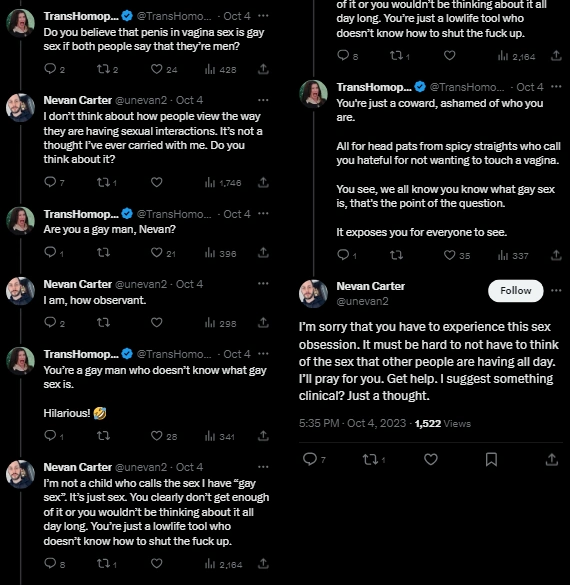 TransHomop... @TransHomo... · Oct 4
Do you believe that penis in vagina sex is gay
sex if both people say that they're men?
2 2 24 428
Nevan Carter @unevan2 · Oct 4
I don't think about how people view the way
they are having sexual interactions. It's not a
thought I've ever carried with me. Do you
think about it?
7 1 1,746
TransHomop... @TransHomo... · Oct 4
Are you a gay man, Nevan?
1 21 396
Nevan Carter @unevan2 · Oct 4
I am, how observant.
2 298
TransHomop... @TransHomo... · Oct 4
You're a gay man who doesn't know what gay
sex is.
Hilarious! 🤣
1 28 341
Nevan Carter @unevan2 · Oct 4
I'm not a child who calls the sex I have "gay
sex". It's just sex. You clearly don't get enough
of it or you wouldn't be thinking about it all
day long. You're just a lowlife tool who
doesn't know how to shut the fuck up.
8 1 2,164
of it or you wouldn't be thinking about it all
day long. You're just a lowlife tool who
doesn't know how to shut the fuck up.
8 1 2,164
TransHomop... @TransHomo... · Oct 4
You're just a coward, ashamed of who you
are.
All for head pats from spicy straights who call
you hateful for not wanting to touch a vagina.
You see, we all know you know what gay sex
is, that's the point of the question.
It exposes you for everyone to see.
1 35 337
Nevan Carter
@unevan2
Follow
I'm sorry that you have to experience this sex
obsession. It must be hard to not have to think
of the sex that other people are having all day.
I'll pray for you. Get help. I suggest something
clinical? Just a thought.
5:35 PM · Oct 4, 2023 · 1,522 Views
7 1